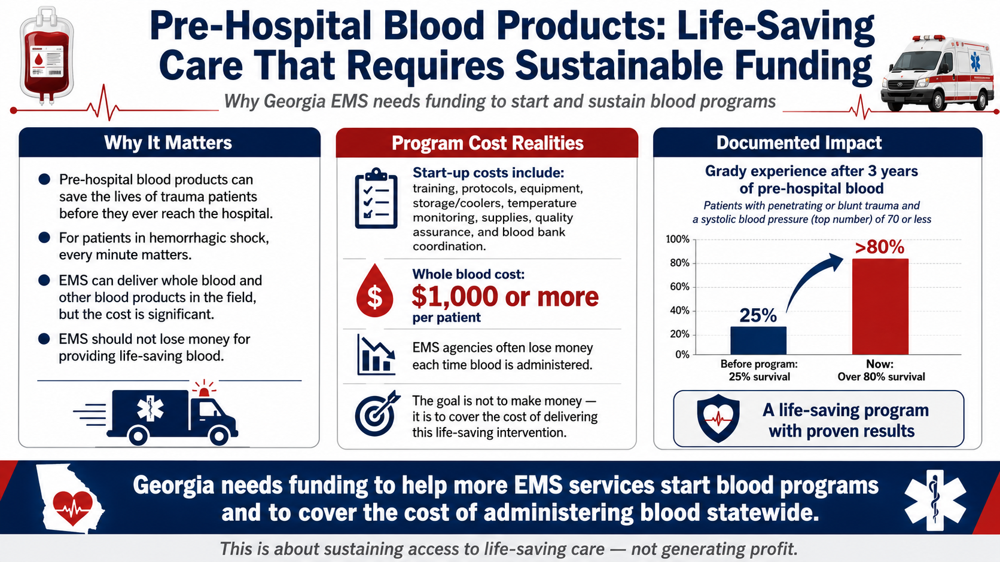 Pre-Hospital Blood Products: Life-Saving
Care That Requires Sustainable Funding
Why Georgia EMS needs funding to start and sustain blood programs
Why It Matters
Pre-hospital blood products can
save the lives of trauma patients
before they ever reach the hospital.
For patients in hemorrhagic shock,
every minute matters.
EMS can deliver whole blood and
other blood products in the field,
but the cost is significant.
EMS should not lose money for
providing life-saving blood.
Program Cost Realities
Start-up costs include:
training, protocols, equipment,
storage/coolers, temperature
monitoring, supplies, quality
assurance, and blood bank
coordination.
$
Whole blood cost:
$1,000 or more
per patient
EMS agencies often lose money
each time blood is administered.
The goal is not to make money —
it is to cover the cost of delivering
this life-saving intervention.
Documented Impact
Grady experience after 3 years
of pre-hospital blood
Patients with penetrating or blunt trauma and
a systolic blood pressure (top number) of 70 or less
100%
80%
60%
40%
20%
0%
25%
>80%
Before program:
25% survival
Now:
Over 80% survival
A life-saving program
with proven results
Georgia needs funding to help more EMS services start blood programs
and to cover the cost of administering blood statewide.
This is about sustaining access to life-saving care — not generating profit.